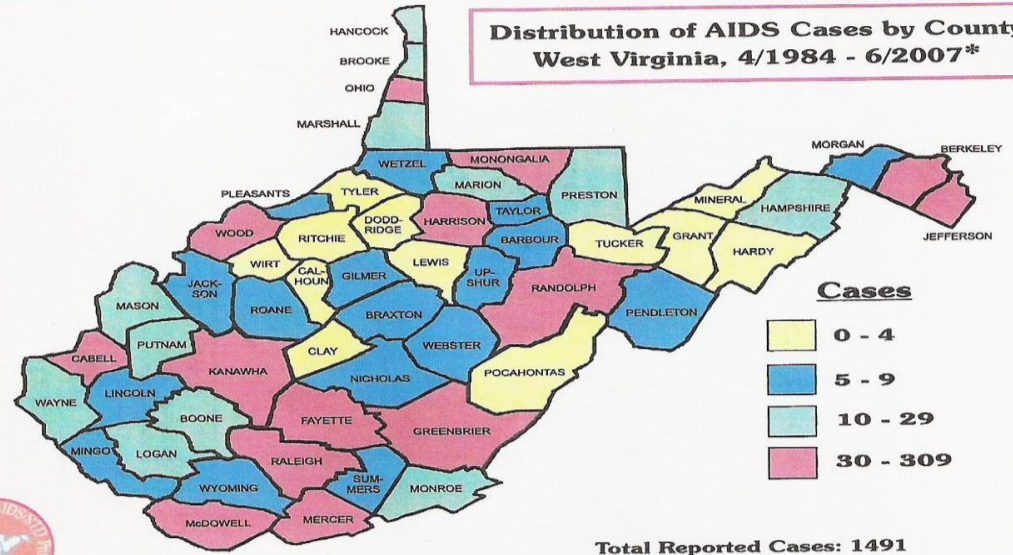 Distribution of AIDS Cases by County
West Virginia, 4/1984 - 6/2007*
HANCOCK
BROOKE
OHIO
MARSHALL
WETZEL
MONONGALIA
MARION
PRESTON
MORGAN
BERKELEY
JEFFERSON
MINERAL
HAMPSHIRE
PLEASANTS
TYLER
DODD-
RIDGE
HARRISON
TAYLOR
WOOD
RITCHIE
BARBOUR
TUCKER
GRANT
HARDY
WIRT
CAL-
HOUN
GILMER
LEWIS
UP-
SHUR
RANDOLPH
JACK-
SON
ROANE
BRAXTON
WEBSTER
PENDLETON
MASON
PUTNAM
CLAY
CABELL
KANAWHA
NICHOLAS
POCAHONTAS
WAYNE
LINCOLN
BOONE
FAYETTE
GREENBRIER
MINGO
LOGAN
RALEIGH
WYOMING
SUM-
MERS
MONROE
McDOWELL
MERCER
Cases
0 - 4
5 - 9
10 - 29
30 - 309
Total Reported Cases: 1491
AIDS/STD